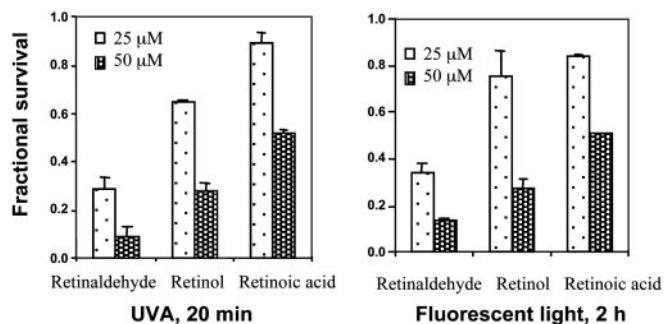 Fractional survival
1.0
0.8
0.6
0.4
0.2
0.0
25 μM
50 μM
Retinaldehyde Retinol Retinoic acid
UVA, 20 min
1.0
0.8
0.6
0.4
0.2
0.0
25 μM
50 μM
Retinaldehyde Retinol Retinoic acid
Fluorescent light, 2 h